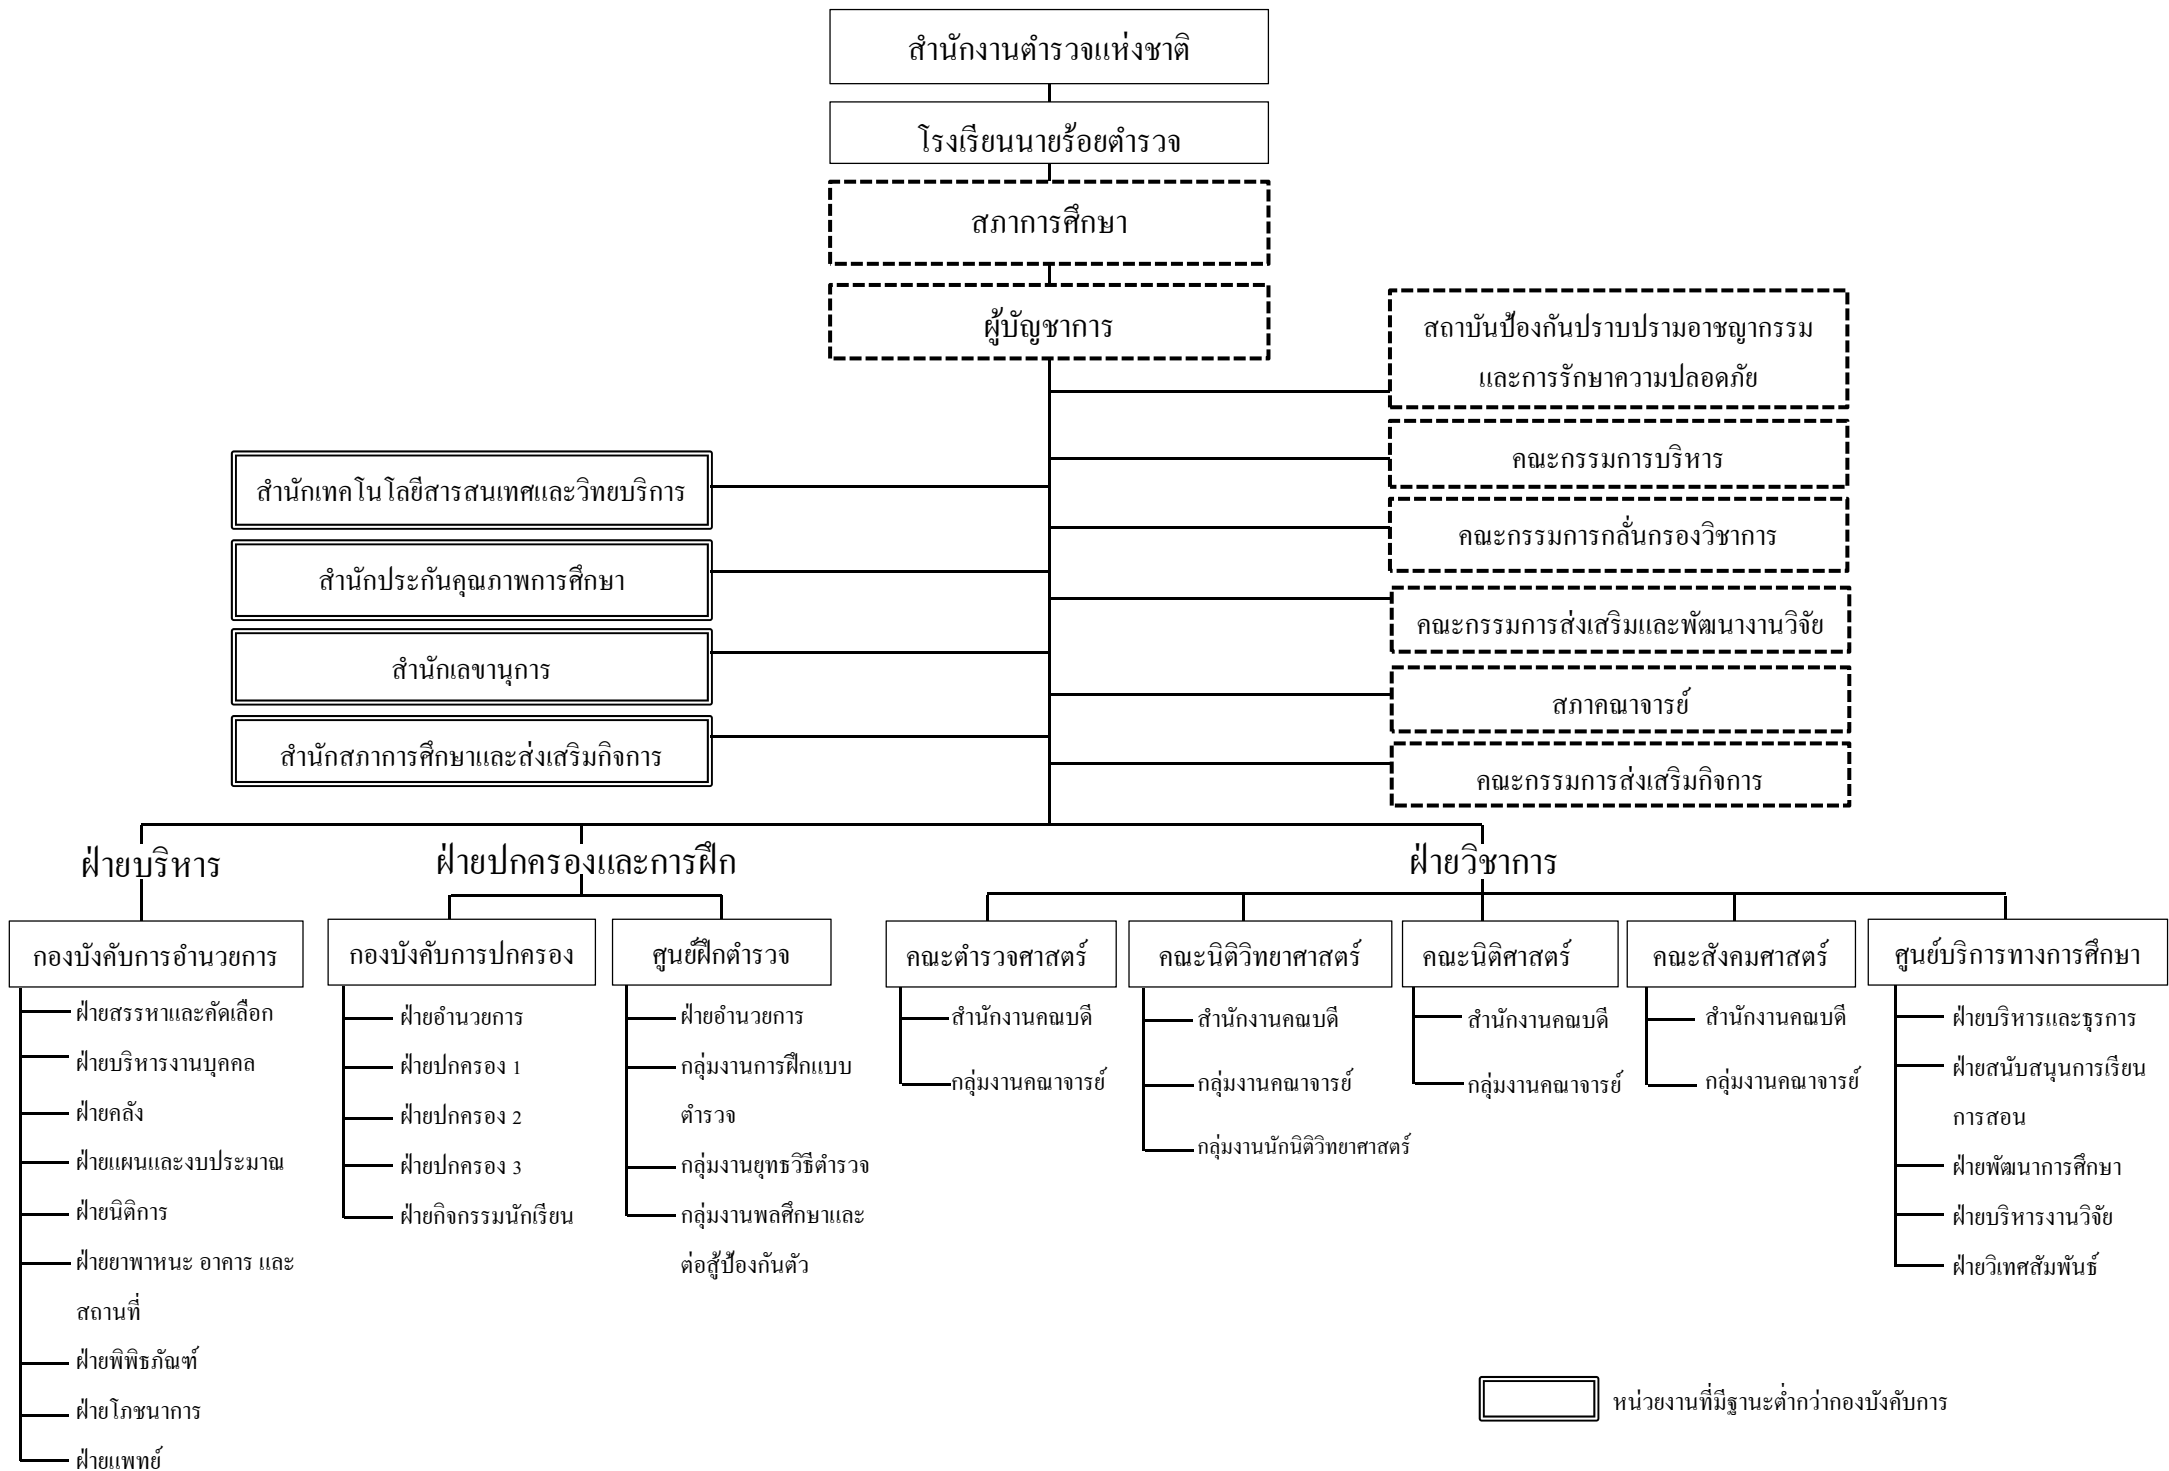 สำนักงานตำรวจแห่งชาติ
โรงเรียนนายร้อยตำรวจ
สภาการศึกษา
ผู้บัญชาการ
สถาบันป้องกันปราบปรามอาชญากรรม
และการรักษาความปลอดภัย
คณะกรรมการบริหาร
คณะกรรมการกลั่นกรองวิชาการ
คณะกรรมการส่งเสริมและพัฒนางานวิจัย
สภาคณาจารย์
คณะกรรมการส่งเสริมกิจการ
สำนักเทคโนโลยีสารสนเทศและวิทยบริการ
สำนักประกันคุณภาพการศึกษา
สำนักเลขานุการ
สำนักสภาการศึกษาและส่งเสริมกิจการ
ฝ่ายบริหาร
กองบังคับการอำนวยการ
ฝ่ายสรรหาและคัดเลือก
ฝ่ายบริหารงานบุคคล
ฝ่ายคลัง
ฝ่ายแผนและงบประมาณ
ฝ่ายนิติการ
ฝ่ายยาพาหนะ อาคาร และ
สถานที่
ฝ่ายพิพิธภัณฑ์
ฝ่ายโภชนาการ
ฝ่ายแพทย์
ฝ่ายปกครองและการฝึก
กองบังคับการปกครอง
ฝ่ายอำนวยการ
ฝ่ายปกครอง 1
ฝ่ายปกครอง 2
ฝ่ายปกครอง 3
ฝ่ายกิจกรรมนักเรียน
ศูนย์ฝึกตำรวจ
ฝ่ายอำนวยการ
กลุ่มงานการฝึกแบบ
ตำรวจ
กลุ่มงานยุทธวิธีตำรวจ
กลุ่มงานพลศึกษาและ
ต่อสู้ป้องกันตัว
ฝ่ายวิชาการ
คณะตำรวจศาสตร์
สำนักงานคณบดี
กลุ่มงานคณาจารย์
คณะนิติวิทยาศาสตร์
สำนักงานคณบดี
กลุ่มงานคณาจารย์
กลุ่มงานนักนิติวิทยาศาสตร์
คณะนิติศาสตร์
สำนักงานคณบดี
กลุ่มงานคณาจารย์
คณะสังคมศาสตร์
สำนักงานคณบดี
กลุ่มงานคณาจารย์
ศูนย์บริการทางการศึกษา
ฝ่ายบริหารและธุรการ
ฝ่ายสนับสนุนการเรียน
การสอน
ฝ่ายพัฒนาการศึกษา
ฝ่ายบริหารงานวิจัย
ฝ่ายวิเทศสัมพันธ์
หน่วยงานที่มีฐานะต่ำกว่ากองบังคับการ